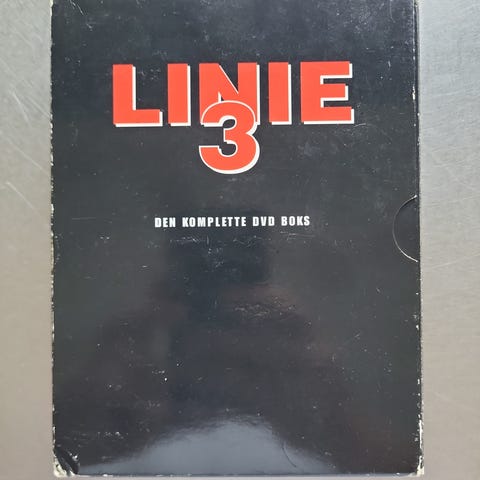 LINIE
3
DEN KOMPLETTE DVD BOKS